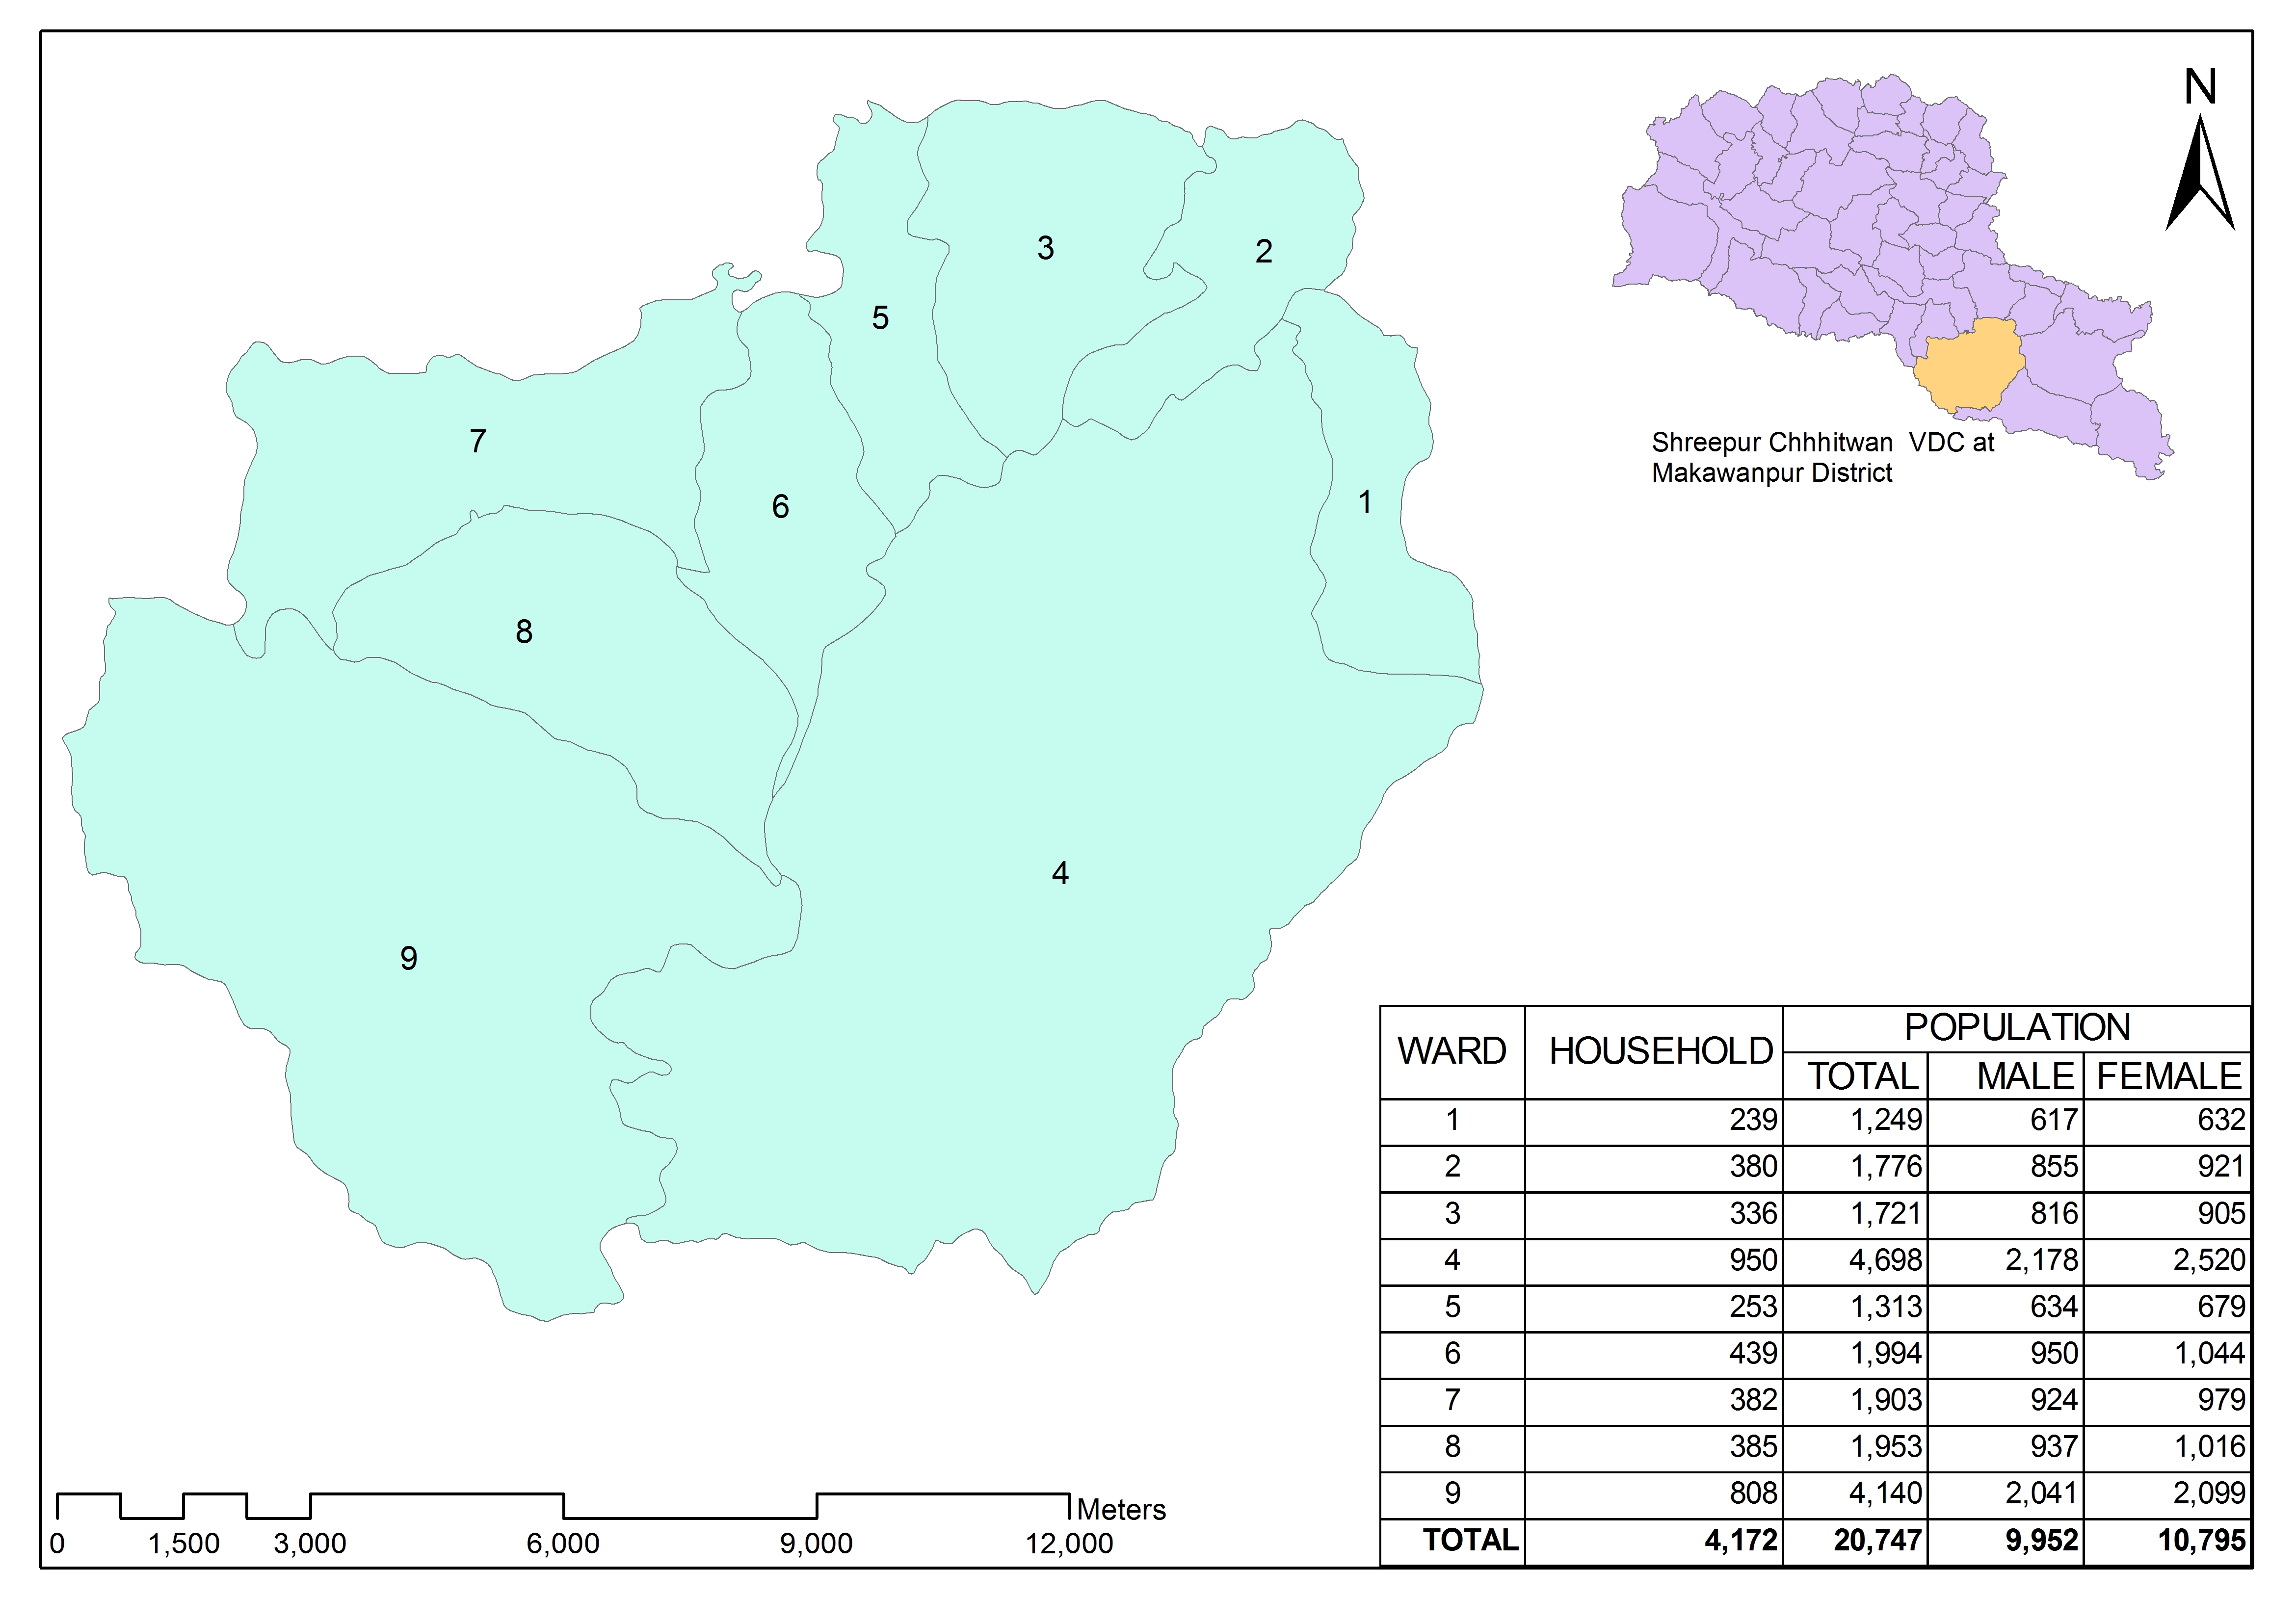 N
3
2
5
7
6
1
8
4
9
Shreepur Chhhitwan VDC at
Makawanpur District
WARD HOUSEHOLD POPULATION
TOTAL MALE FEMALE
1 239 1,249 617 632
2 380 1,776 855 921
3 336 1,721 816 905
4 950 4,698 2,178 2,520
5 253 1,313 634 679
6 439 1,994 950 1,044
7 382 1,903 924 979
8 385 1,953 937 1,016
9 808 4,140 2,041 2,099
TOTAL 4,172 20,747 9,952 10,795
Meters
0 1,500 3,000 6,000 9,000 12,000